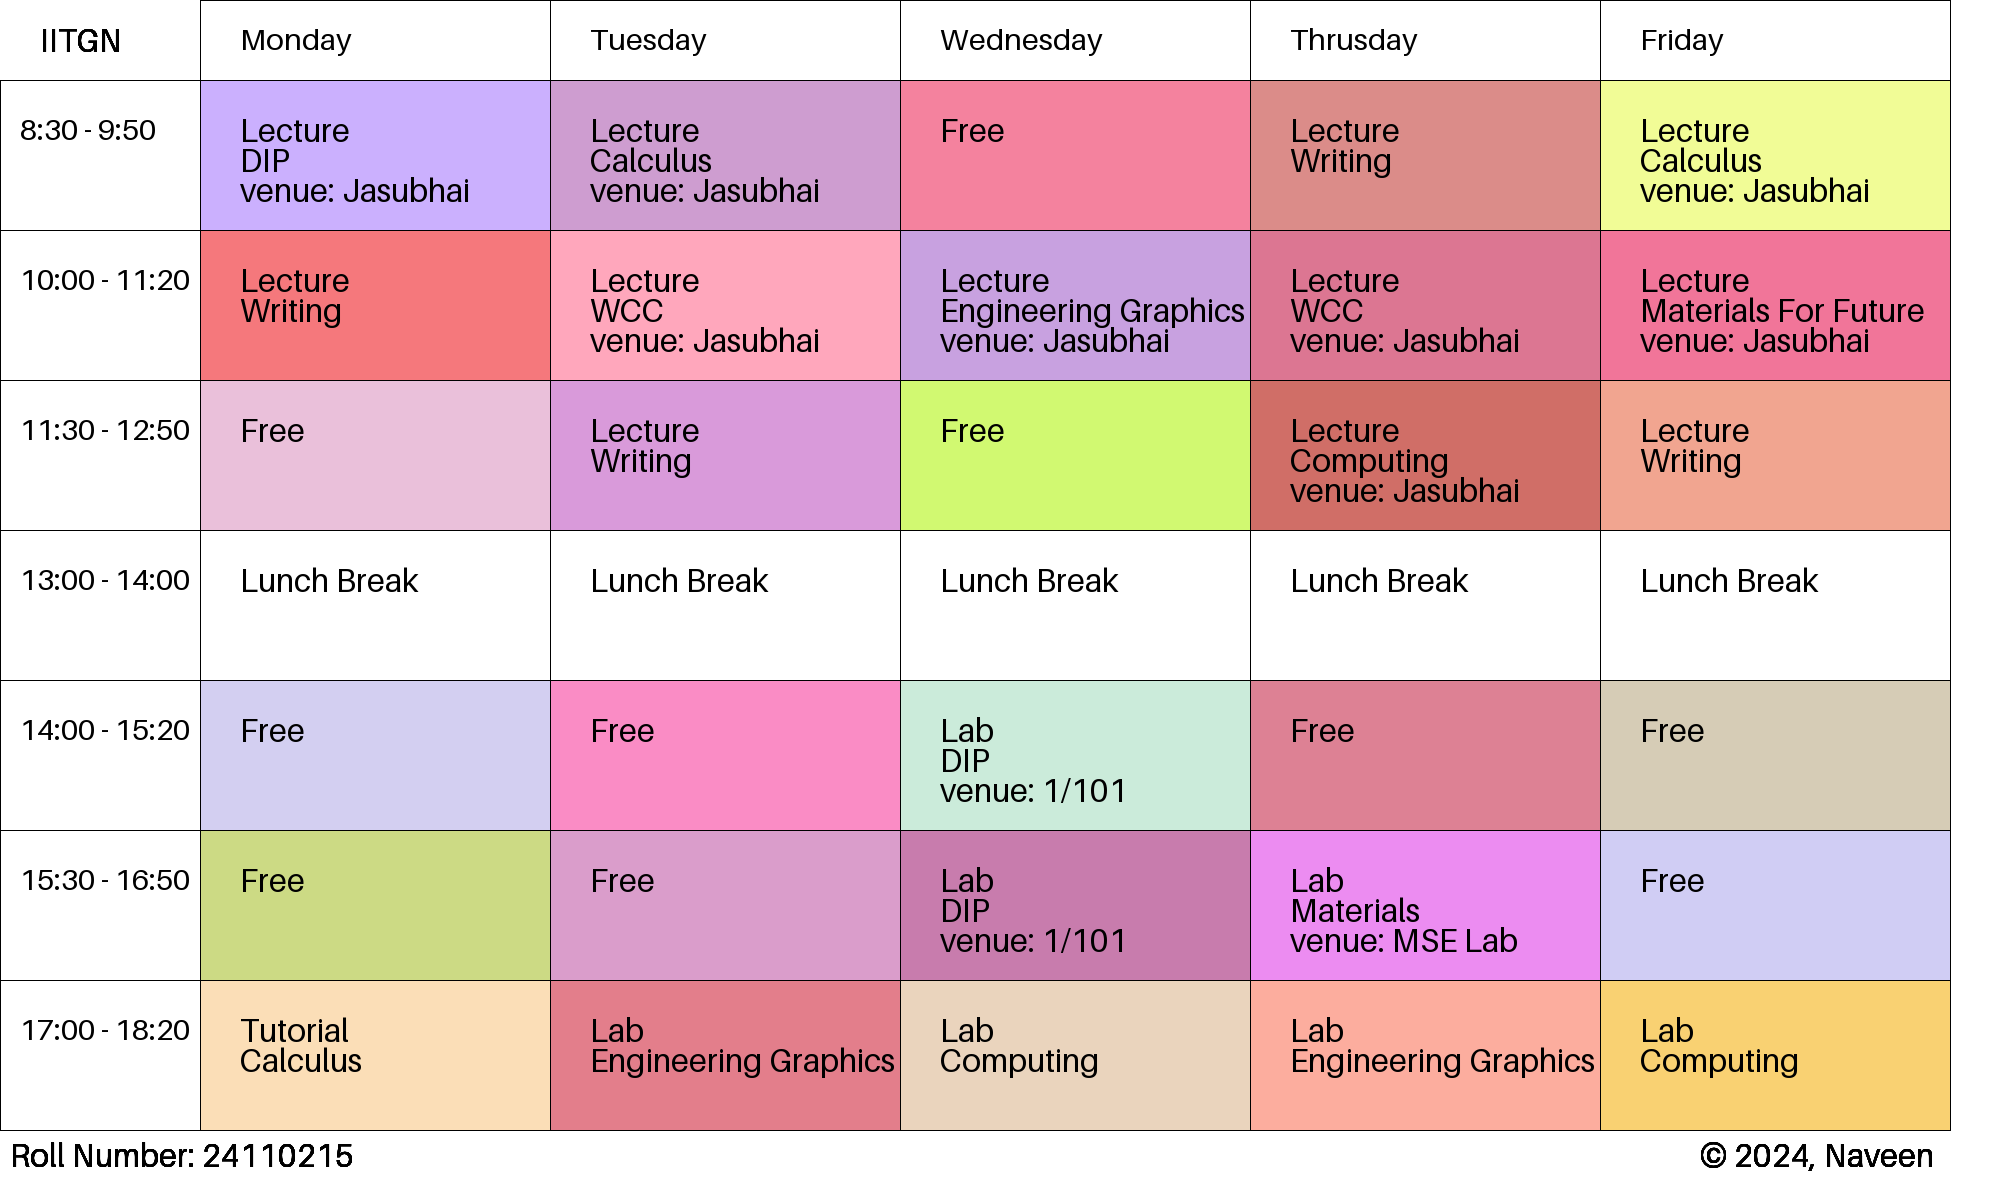 IITGN Monday Tuesday Wednesday Thrusday Friday
8:30 - 9:50
Lecture
DIP
venue: Jasubhai
Lecture
Calculus
venue: Jasubhai
Free
Lecture
Writing
Lecture
Calculus
venue: Jasubhai
10:00 - 11:20
Lecture
Writing
Lecture
WCC
venue: Jasubhai
Lecture
Engineering Graphics
venue: Jasubhai
Lecture
WCC
venue: Jasubhai
Lecture
Materials For Future
venue: Jasubhai
11:30 - 12:50
Free
Lecture
Writing
Free
Lecture
Computing
venue: Jasubhai
Lecture
Writing
13:00 - 14:00
Lunch Break
Lunch Break
Lunch Break
Lunch Break
Lunch Break
14:00 - 15:20
Free
Free
Lab
DIP
venue: 1/101
Free
Free
15:30 - 16:50
Free
Free
Lab
DIP
venue: 1/101
Lab
Materials
venue: MSE Lab
Free
17:00 - 18:20
Tutorial
Calculus
Lab
Engineering Graphics
Lab
Computing
Lab
Engineering Graphics
Lab
Computing
Roll Number: 24110215
© 2024, Naveen